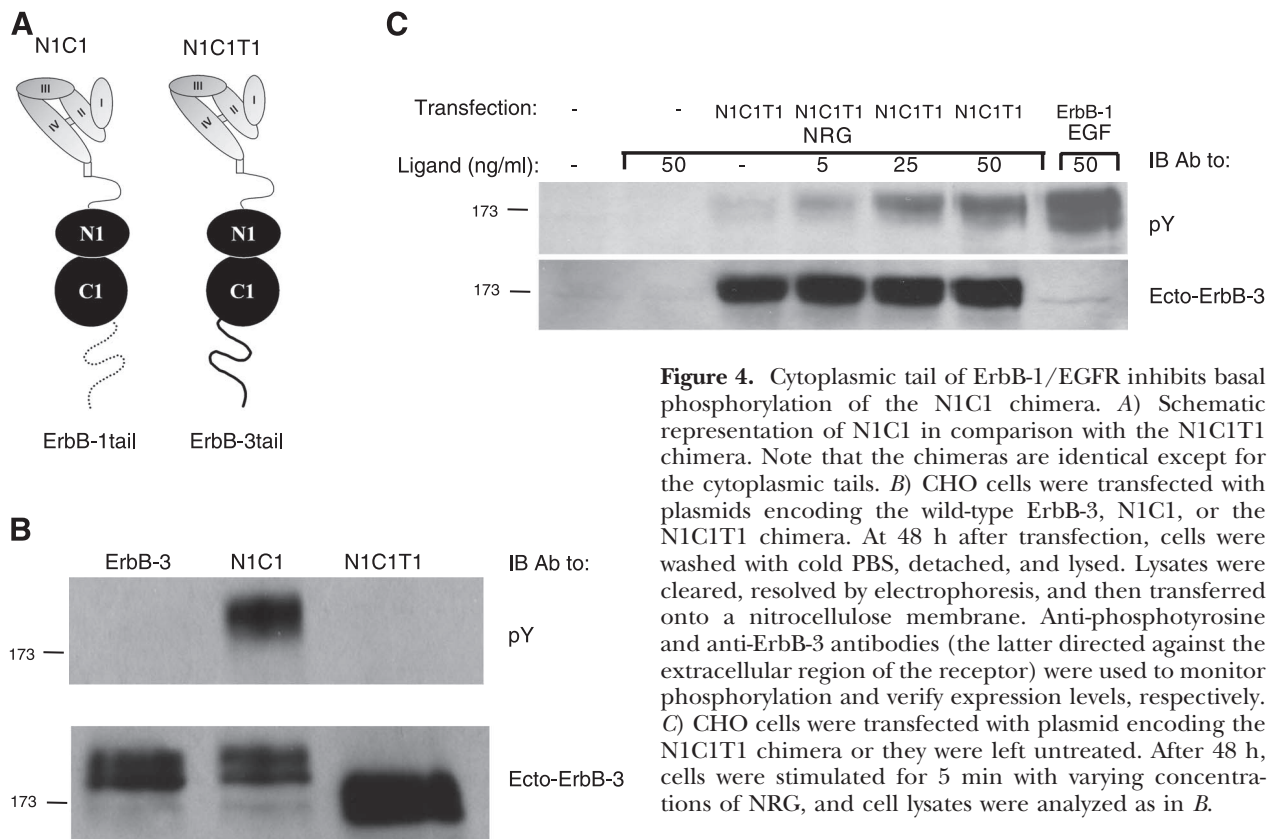 A
N1C1
N1C1T1
III
II
I
IV
III
II
I
IV
N1
C1
N1
C1
ErbB-1tail
ErbB-3tail
B
ErbB-3
N1C1
N1C1T1
IB Ab to:
173
pY
173
Ecto-ErbB-3
C
Transfection: - - N1C1T1 N1C1T1 N1C1T1 N1C1T1 ErbB-1
NRG EGF
Ligand (ng/ml): - 50 - 5 25 50 50 IB Ab to:
173
pY
173
Ecto-ErbB-3
Figure 4. Cytoplasmic tail of ErbB-1/EGFR inhibits basal
phosphorylation of the N1C1 chimera. A) Schematic
representation of N1C1 in comparison with the N1C1T1
chimera. Note that the chimeras are identical except for
the cytoplasmic tails. B) CHO cells were transfected with
plasmids encoding the wild-type ErbB-3, N1C1, or the
N1C1T1 chimera. At 48 h after transfection, cells were
washed with cold PBS, detached, and lysed. Lysates were
cleared, resolved by electrophoresis, and then transferred
onto a nitrocellulose membrane. Anti-phosphotyrosine
and anti-ErbB-3 antibodies (the latter directed against the
extracellular region of the receptor) were used to monitor
phosphorylation and verify expression levels, respectively.
C) CHO cells were transfected with plasmid encoding the
N1C1T1 chimera or they were left untreated. After 48 h,
cells were stimulated for 5 min with varying concentra-
tions of NRG, and cell lysates were analyzed as in B.